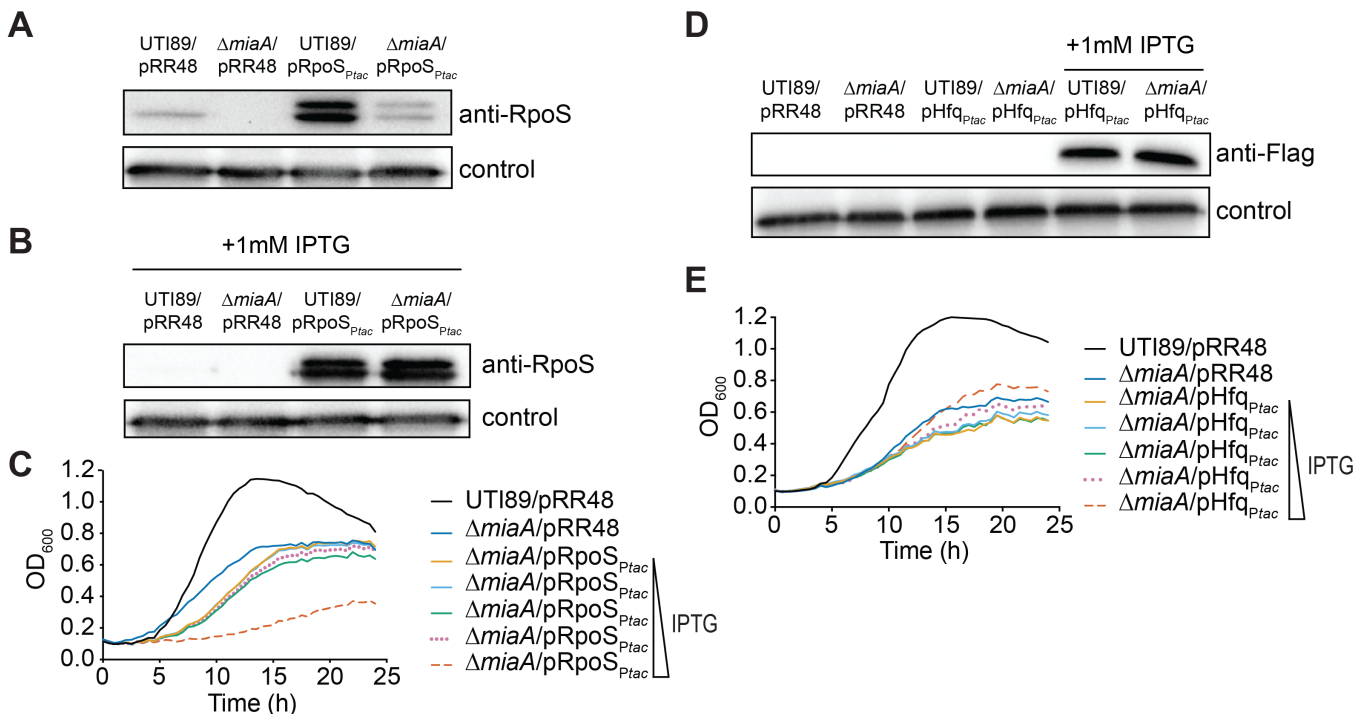 A
UTI89/ ΔmiaA/ UTI89/ ΔmiaA/
pRR48 pRR48 pRpoSPtac pRpoSPtac
anti-RpoS
control
B
+1mM IPTG
UTI89/ ΔmiaA/ UTI89/ ΔmiaA/
pRR48 pRR48 pRpoSPtac pRpoSPtac
anti-RpoS
control
C
1.2
1.0
0.8
0.6
0.4
0.2
0.0
OD600
0 5 10 15 20 25
Time (h)
UTI89/pRR48
ΔmiaA/pRR48
ΔmiaA/pRpoSPtac
ΔmiaA/pRpoSPtac
ΔmiaA/pRpoSPtac
ΔmiaA/pRpoSPtac
ΔmiaA/pRpoSPtac
IPTG
D
+1mM IPTG
UTI89/ ΔmiaA/ UTI89/ ΔmiaA/ UTI89/ ΔmiaA/
pRR48 pRR48 pHfqPtac pHfqPtac pHfqPtac pHfqPtac
anti-Flag
control
E
1.2
1.0
0.8
0.6
0.4
0.2
0.0
OD600
0 5 10 15 20 25
Time (h)
UTI89/pRR48
ΔmiaA/pRR48
ΔmiaA/pHfqPtac
ΔmiaA/pHfqPtac
ΔmiaA/pHfqPtac
ΔmiaA/pHfqPtac
ΔmiaA/pHfqPtac
IPTG